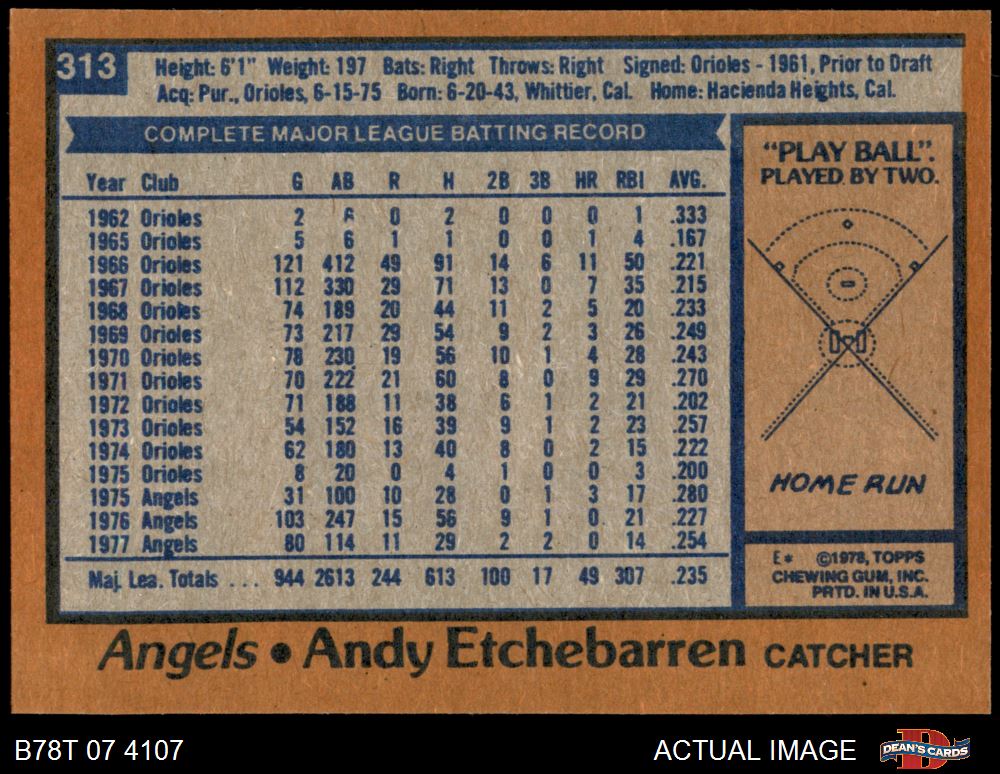 313
Height: 6'1" Weight: 197 Bats: Right Throws: Right Signed: Orioles - 1961, Prior to Draft
Acq: Pur., Orioles, 6-15-75 Born: 6-20-43, Whittier, Cal. Home: Hacienda Heights, Cal.
COMPLETE MAJOR LEAGUE BATTING RECORD
Year Club G AB R H 2B 3B HR RBI AVG.
1962 Orioles 2 6 0 2 0 0 0 1 .333
1965 Orioles 5 6 1 1 0 0 1 4 .167
1966 Orioles 121 412 49 91 14 6 11 50 .221
1967 Orioles 112 330 29 71 13 0 7 35 .215
1968 Orioles 74 189 20 44 11 2 5 20 .233
1969 Orioles 73 217 29 54 9 2 3 26 .249
1970 Orioles 78 230 19 56 10 1 4 28 .243
1971 Orioles 70 222 21 60 8 0 9 29 .270
1972 Orioles 71 188 11 38 6 1 2 21 .202
1973 Orioles 54 152 16 39 9 1 2 23 .257
1974 Orioles 62 180 13 40 8 0 2 15 .222
1975 Orioles 8 20 0 4 1 0 0 3 .200
1975 Angels 31 100 10 28 0 1 3 17 .280
1976 Angels 103 247 15 56 9 1 0 21 .227
1977 Angels 80 114 11 29 2 2 0 14 .254
Maj. Lea. Totals ... 944 2613 244 613 100 17 49 307 .235
"PLAY BALL".
PLAYED BY TWO.
HOME RUN
E* ©1978, TOPPS
CHEWING GUM, INC.
PRTD. IN U.S.A.
Angels • Andy Etchebarren CATCHER
B78T 07 4107
ACTUAL IMAGE
D
DEAN'S CARDS